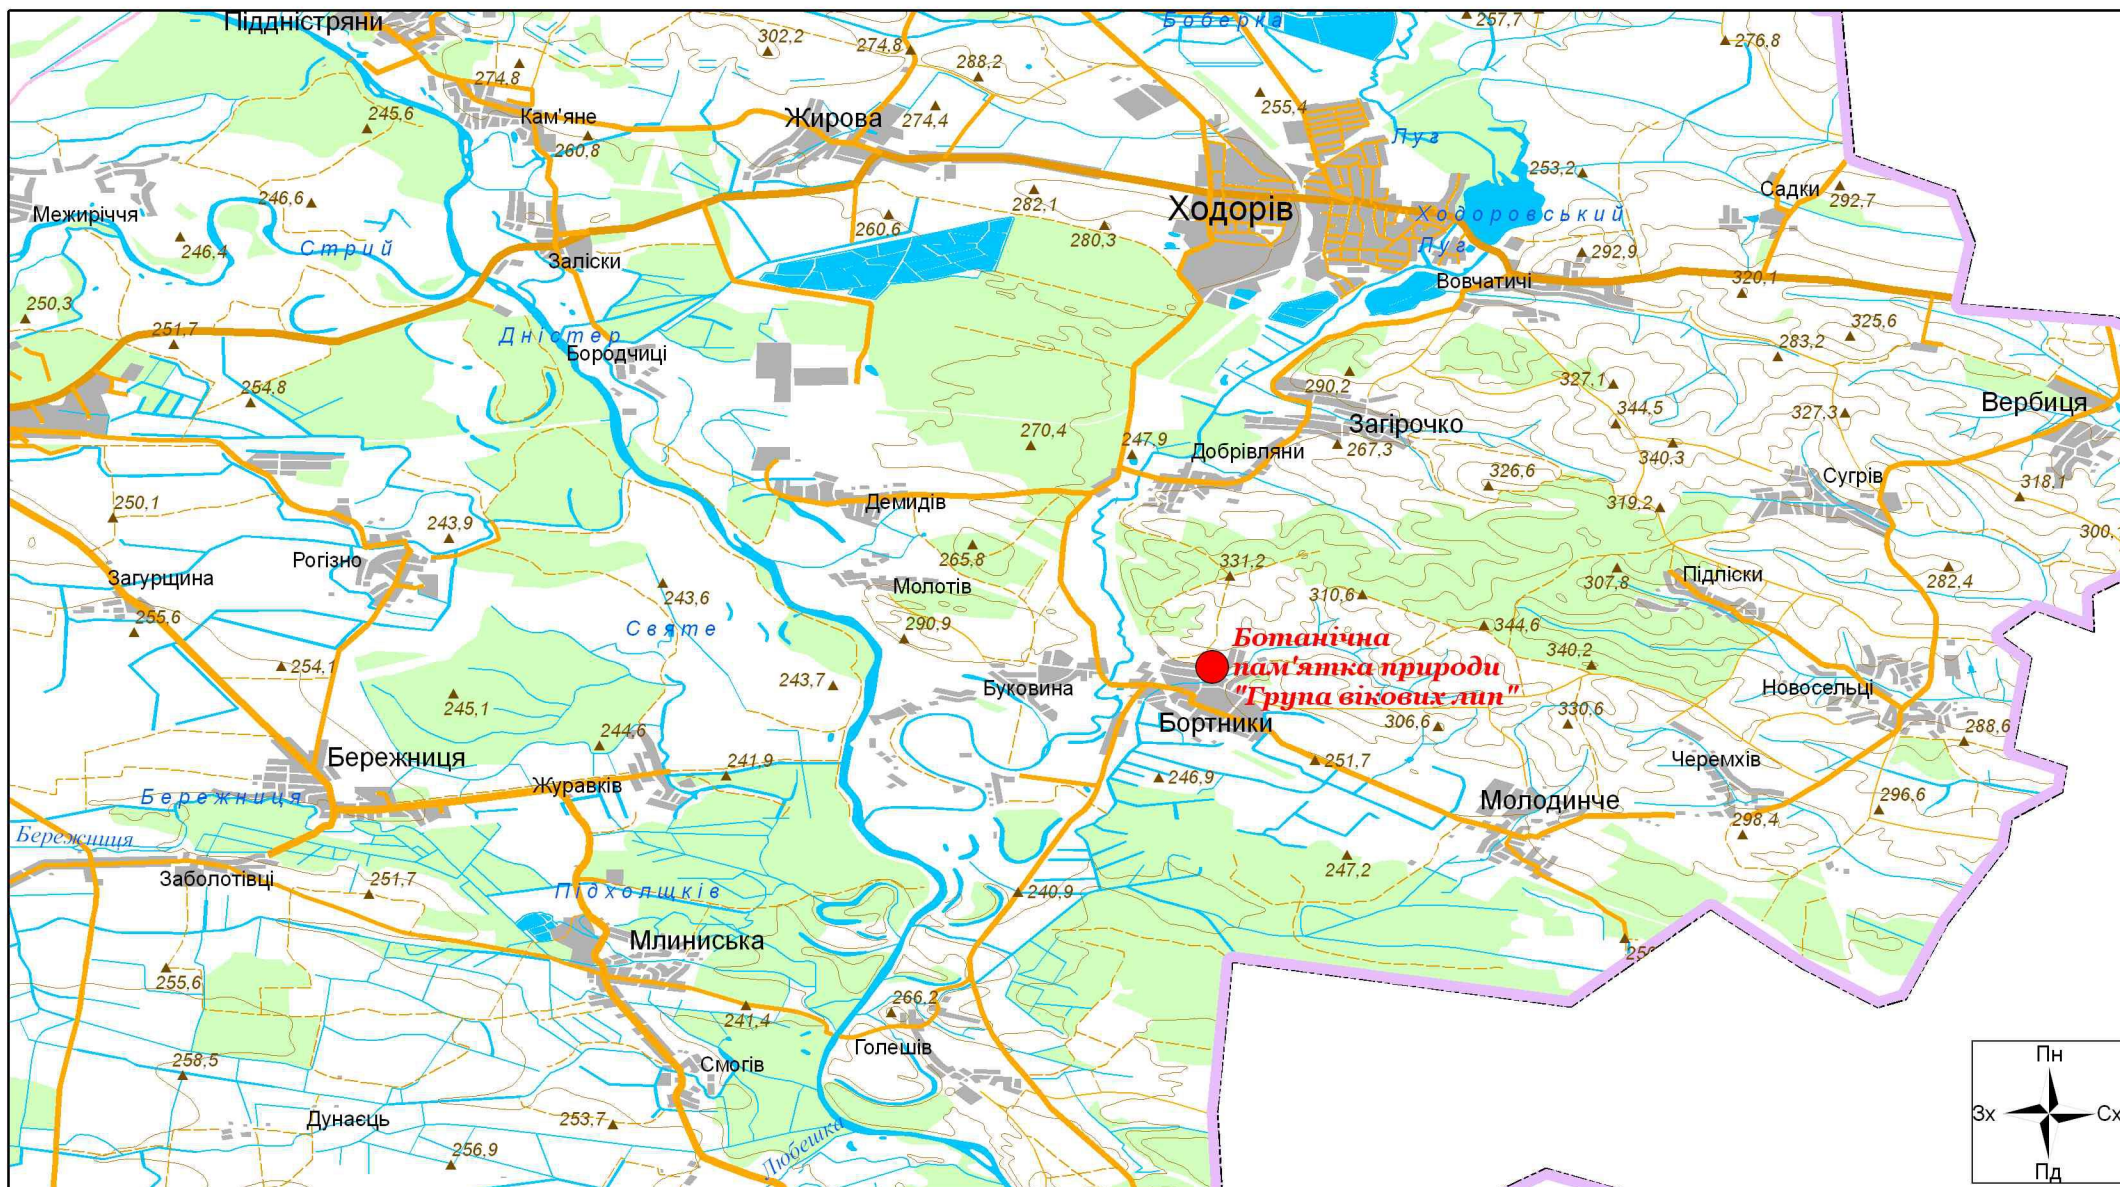 Піддністряни
Боберка
257,7
276,8
302,2
274,8
288,2
274,8
255,4
245,6
Кам'яне
Жирова
274,4
260,8
Луг
253,2
Садки
292,7
246,6
Межиріччя
282,1
Ходорів
Ходоровський
Луг
246,4
Стрий
260,6
280,3
292,9
Заліски
Вовчатичі
320,1
250,3
251,7
Дністер
Бородчиці
325,6
283,2
254,8
290,2
327,1
344,5
327,3
Вербиця
Загірочко
270,4
247,9
Добрівляни
267,3
340,3
326,6
Сугрів
318,1
250,1
Демидів
319,2
243,9
300,
Рогізно
265,8
331,2
Загурщина
Молотів
307,8
Підліски
282,4
243,6
310,6
255,6
Святе
290,9
344,6
Ботанічна
пам'ятка природи
"Група вікових лип"
340,2
254,1
243,7
Буковина
Новосельці
245,1
Бортники
306,6
330,6
288,6
244,6
Бережниця
Журавків
241,9
246,9
251,7
Черемхів
Бережниця
Молодинче
296,6
298,4
Бережниця
Заболотівці
251,7
Підхолщків
240,9
247,2
Млиниська
255,6
266,2
241,4
Голешів
258,5
Смогів
Пн
Зх
Сх
Пд
Дунаєць
253,7
256,9
Любешка